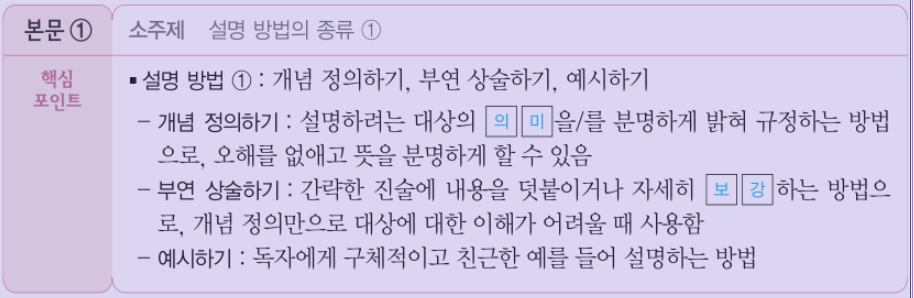 본문 ① 소주제 설명 방법의 종류 ①
핵심
포인트
▪ 설명 방법 ① : 개념 정의하기, 부연 상술하기, 예시하기
– 개념 정의하기 : 설명하려는 대상의 의 미 을/를 분명하게 밝혀 규정하는 방법
으로, 오해를 없애고 뜻을 분명하게 할 수 있음
– 부연 상술하기 : 간략한 진술에 내용을 덧붙이거나 자세히 보 강 하는 방법으
로, 개념 정의만으로 대상에 대한 이해가 어려울 때 사용함
– 예시하기 : 독자에게 구체적이고 친근한 예를 들어 설명하는 방법